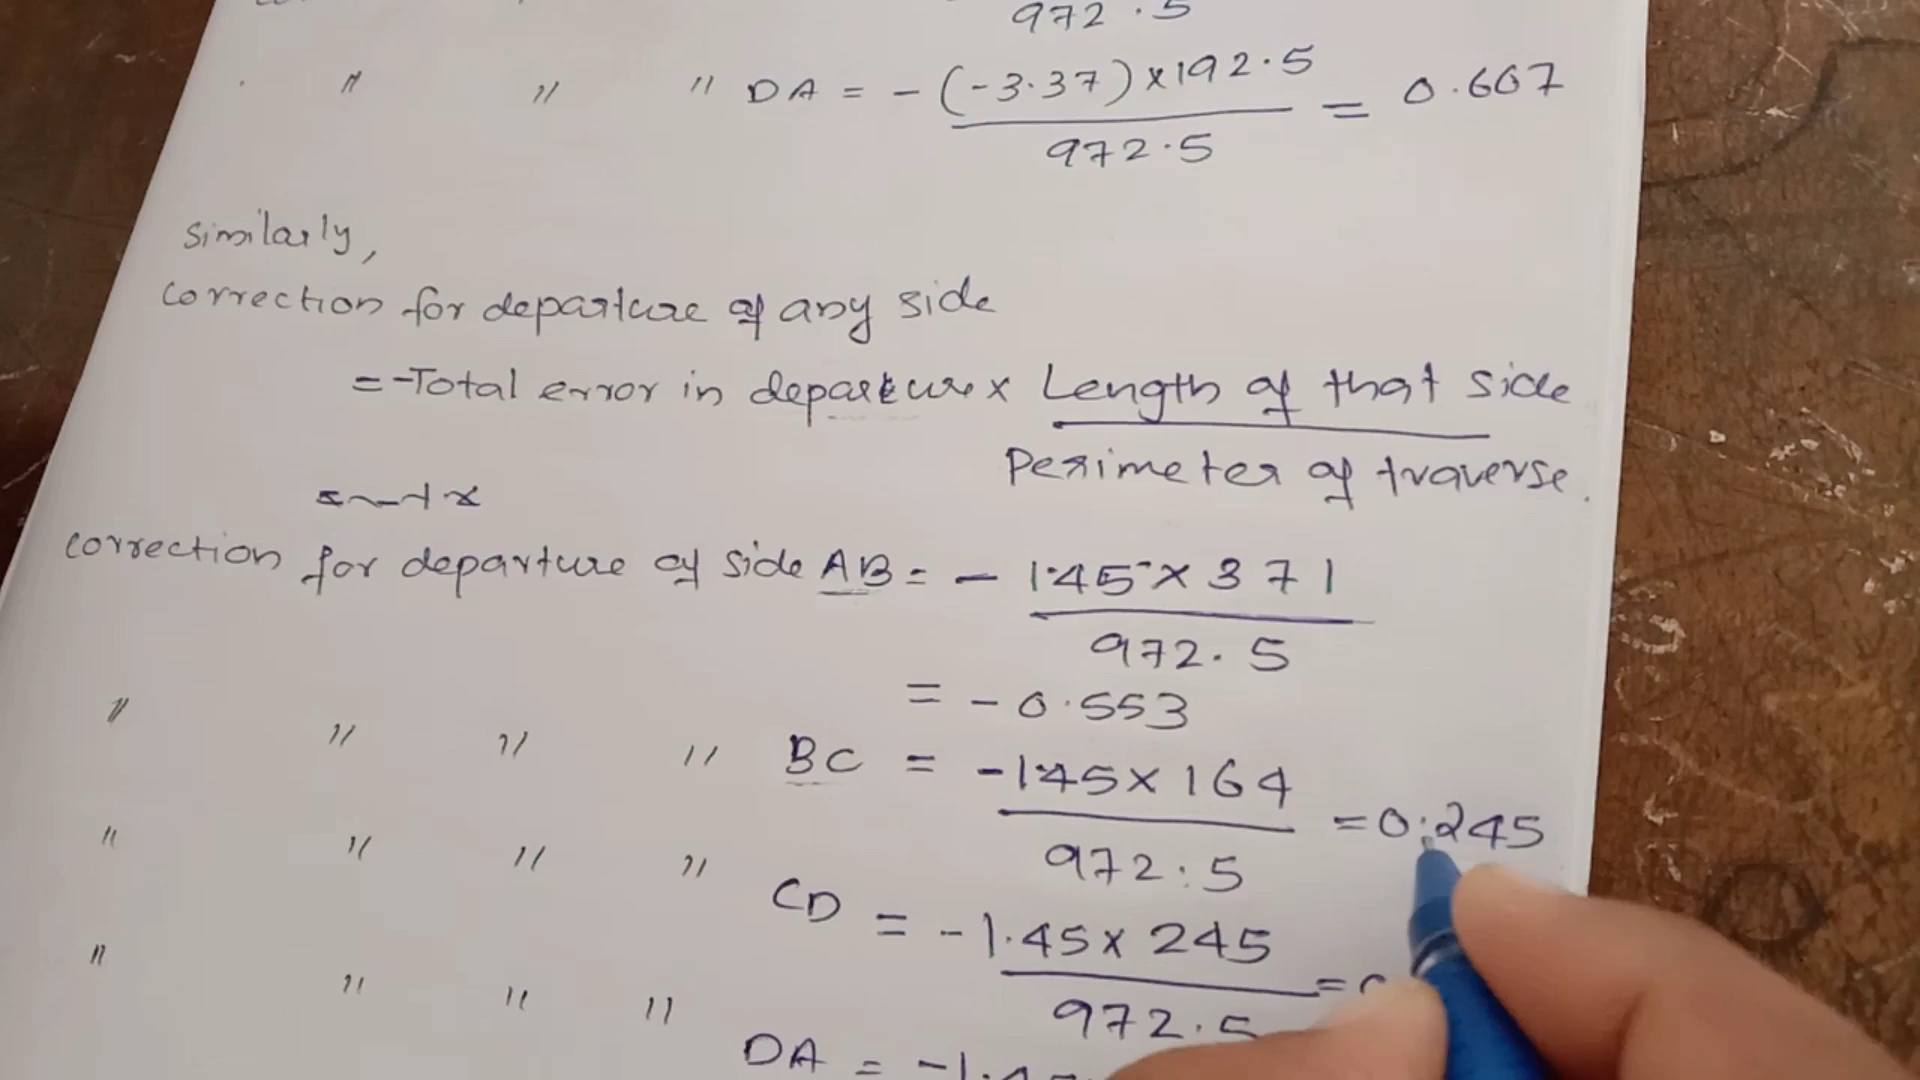 972.5
" " " DA = -(-3.37)×192.5 / 972.5 = 0.607
Similarly,
correction for departure of any side
= -Total error in departure × Length of that side
Perimeter of traverse.
correction for departure of side AB = - 1.45 × 371
972.5
= -0.553
" " " " BC = -1.45 × 164 / 972.5 = 0.245
" " " " CD = -1.45 × 245 / 972.5 =
" " " " DA = -1.